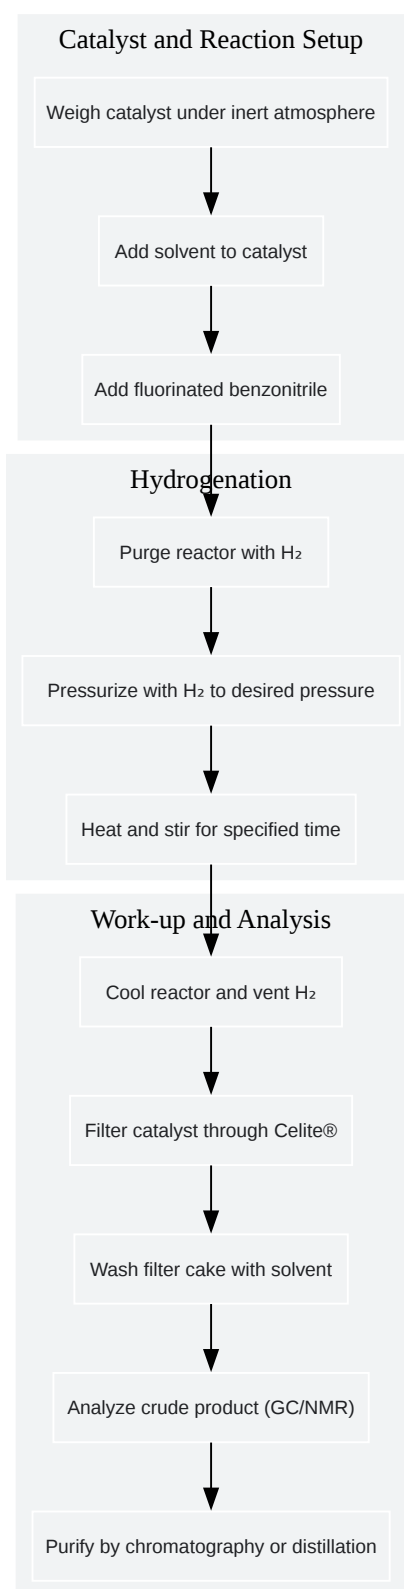 Catalyst and Reaction Setup
Weigh catalyst under inert atmosphere
Add solvent to catalyst
Add fluorinated benzonitrile
Hydrogenation
Purge reactor with H₂
Pressurize with H₂ to desired pressure
Heat and stir for specified time
Work-up and Analysis
Cool reactor and vent H₂
Filter catalyst through Celite®
Wash filter cake with solvent
Analyze crude product (GC/NMR)
Purify by chromatography or distillation